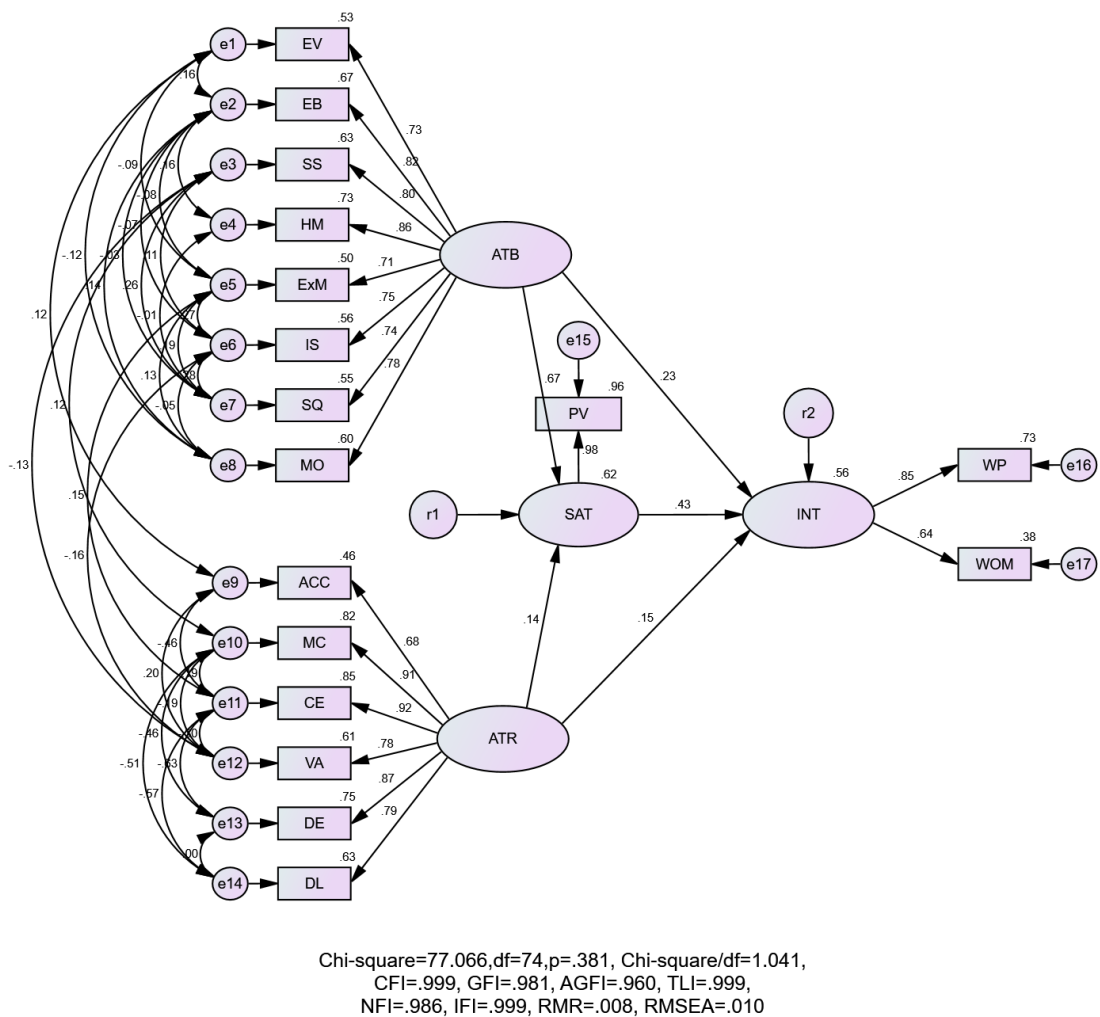 .53
e1 EV
.16
.67
e2 EB
.73
.63
.82
e3 SS
-.09 .16
.80
.73
-.08
e4 HM
.86
-.07
ATB
-.12 -.03 .11
.50
.71
e5 ExM
.14 .26
.75
.12 -.01
.56
.74
e6 IS
e15
.78
.13
.55
.67 .96
.23
.12 -.05
e7 SQ
PV
r2
.60
.98
.73
-.13
e8 MO
.62
.56
.85
WP e16
.15
r1 SAT
.43
INT
.64
.38
-.16
WOM e17
.46
e9 ACC
.14
.15
.82
-.46
e10 MC
.68
.20
.91
.85
e11 CE
.92
-.46
.61
.78
ATR
-.51 -.53
e12 VA
.87
-.57
.75
.79
e13 DE
.63
.00
e14 DL
Chi-square=77.066,df=74,p=.381, Chi-square/df=1.041,
CFI=.999, GFI=.981, AGFI=.960, TLI=.999,
NFI=.986, IFI=.999, RMR=.008, RMSEA=.010